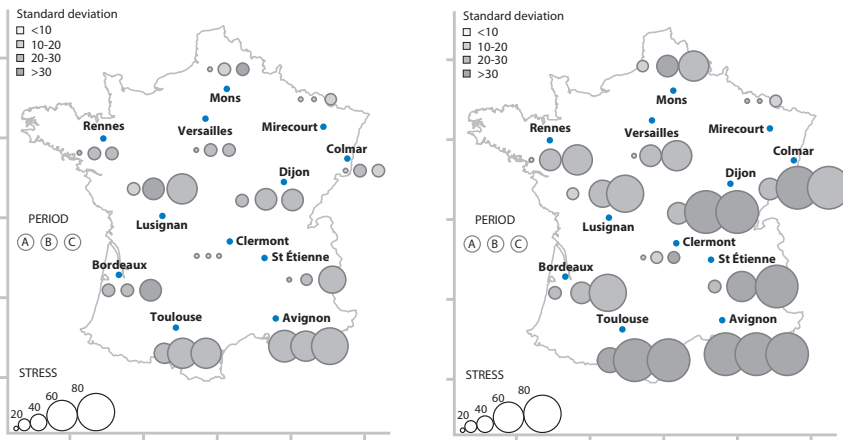 Standard deviation
<10
10-20
20-30
>30
Mons
Rennes
Versailles
Mirecourt
Colmar
Dijon
PERIOD
A B C
Lusignan
Clermont
St Étienne
Bordeaux
Toulouse
Avignon
STRESS
20 40 60 80
Standard deviation
<10
10-20
20-30
>30
Mons
Rennes
Versailles
Mirecourt
Colmar
Dijon
PERIOD
A B C
Lusignan
Clermont
St Étienne
Bordeaux
Toulouse
Avignon
STRESS
20 40 60 80